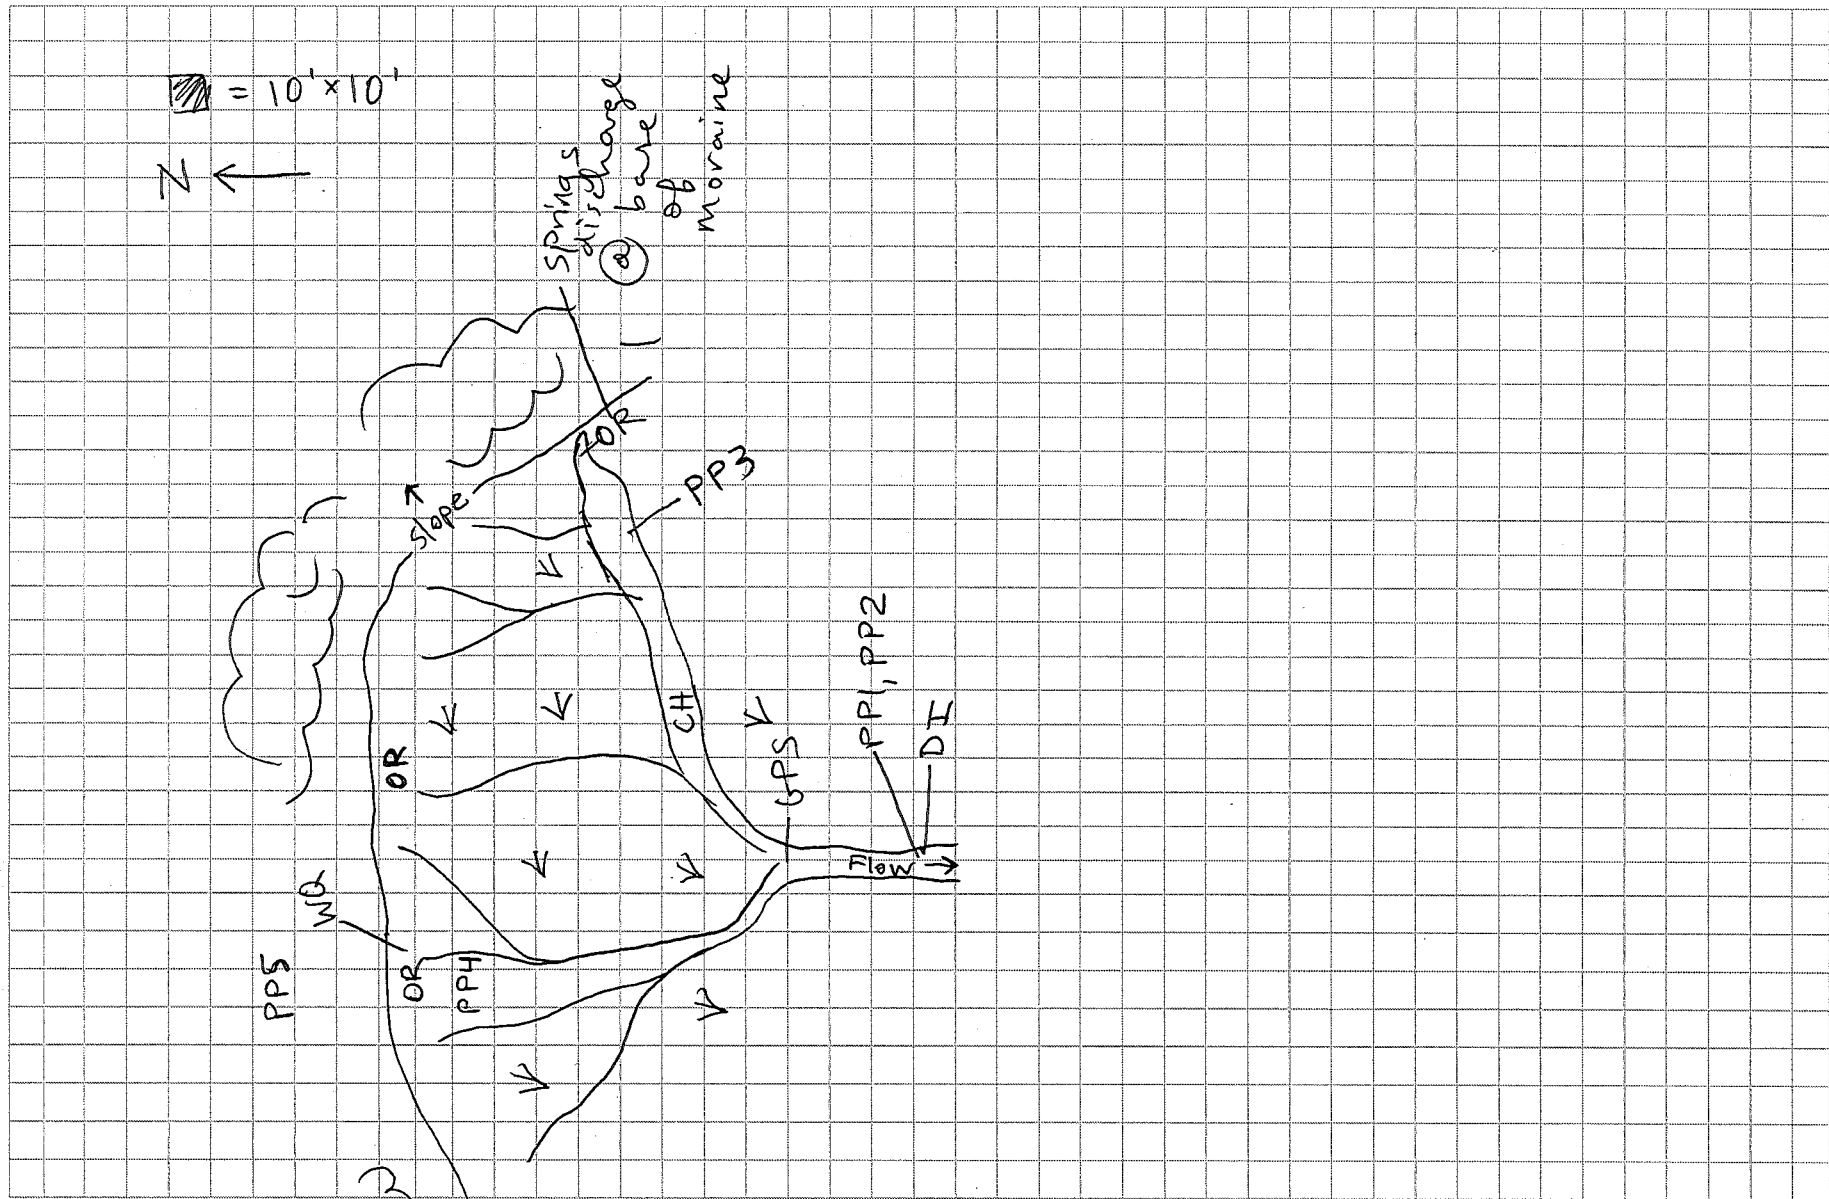 = 10' × 10'
N
Springs
discharge
@ base
of
moraine
OR
PP3
Slope
CH
OR
GPS
PP1, PP2
DI
Flow
WQ
OR
PP4
PP5